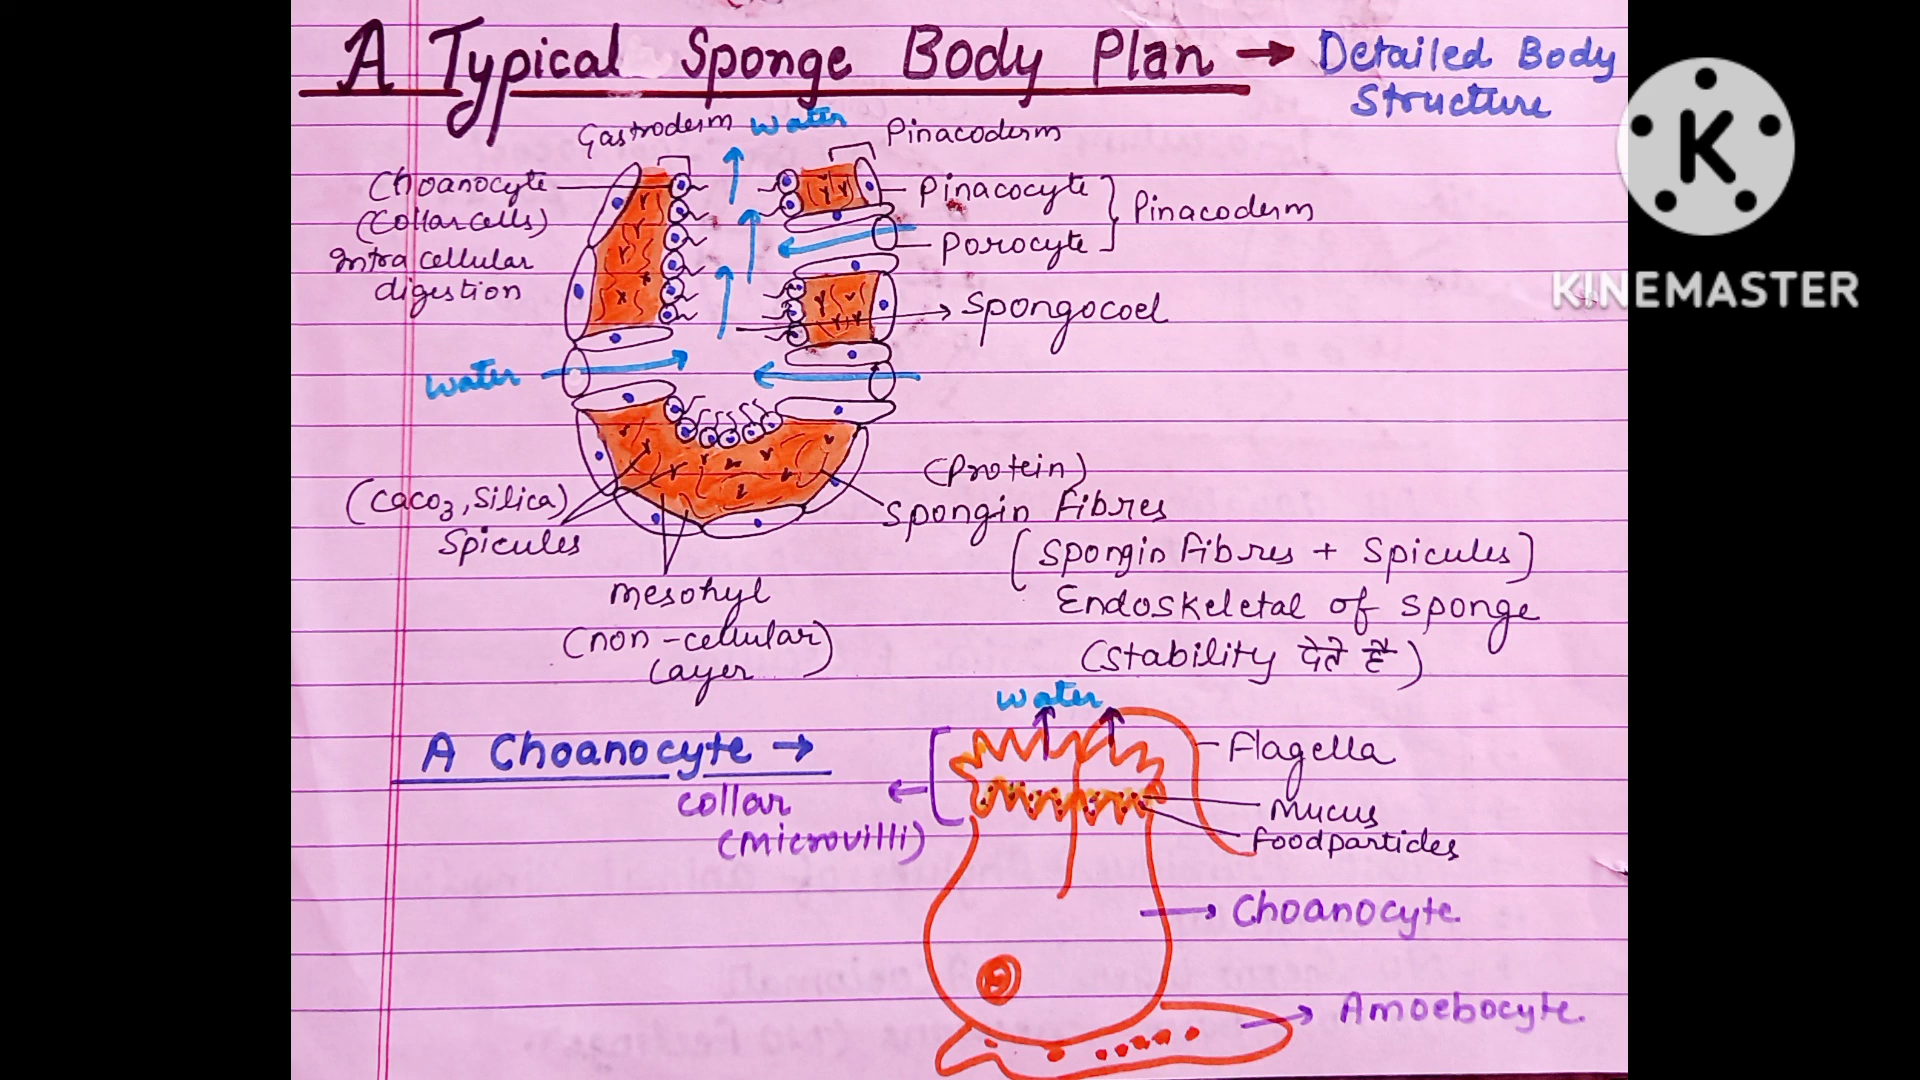 A Typical Sponge Body Plan → Detailed Body
Structure
Gastroderm
Water
Pinacoderm
Choanocyte
(Collar cells)
Intra cellular
digestion
Pinacocyte
Porocyte
Pinacoderm
Spongocoel
Water
(Protein)
Spongin Fibres
(CaCO3, Silica)
Spicules
[Spongin Fibres + Spicules]
Endoskeletal of sponge
(Stability देते है)
Mesohyl
(non-cellular)
Layer
Water
A Choanocyte →
Collar
(Microvilli)
Flagella
Mucus
Food particles
Choanocyte
Amoebocyte
K
KINEMASTER